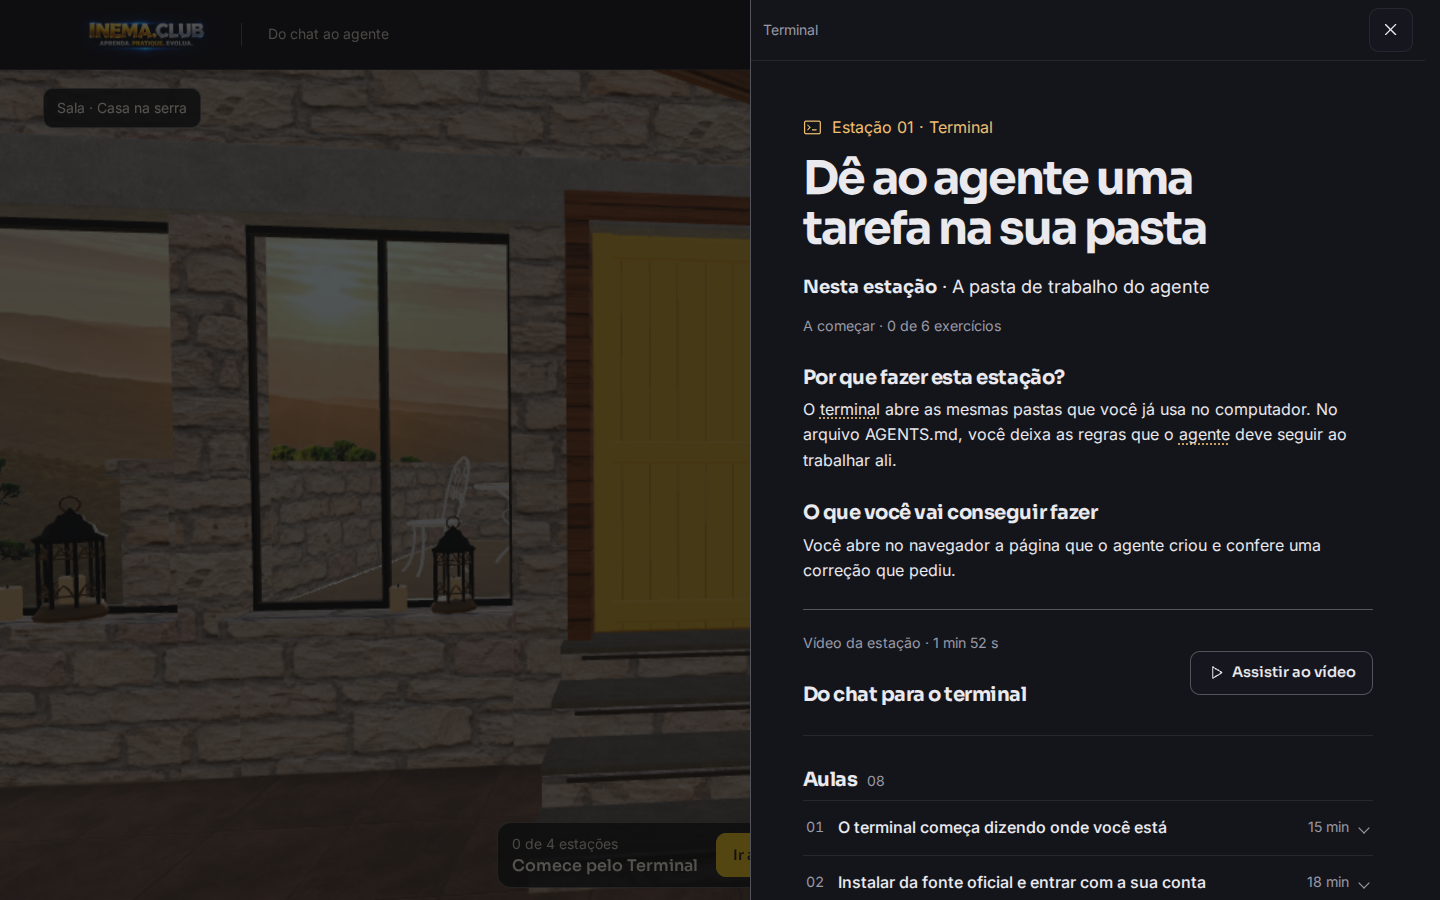 INEMA.CLUB
APRENDA. PRATIQUE. EVOLUA.
Do chat ao agente
Sala · Casa na serra
0 de 4 estações
Comece pelo Terminal
Ir a
Terminal
Estação 01 · Terminal
Dê ao agente uma
tarefa na sua pasta
Nesta estação · A pasta de trabalho do agente
A começar · 0 de 6 exercícios
Por que fazer esta estação?
O terminal abre as mesmas pastas que você já usa no computador. No
arquivo AGENTS.md, você deixa as regras que o agente deve seguir ao
trabalhar ali.
O que você vai conseguir fazer
Você abre no navegador a página que o agente criou e confere uma
correção que pediu.
Vídeo da estação · 1 min 52 s
Do chat para o terminal
Assistir ao vídeo
Aulas 08
01 O terminal começa dizendo onde você está 15 min
02 Instalar da fonte oficial e entrar com a sua conta 18 min